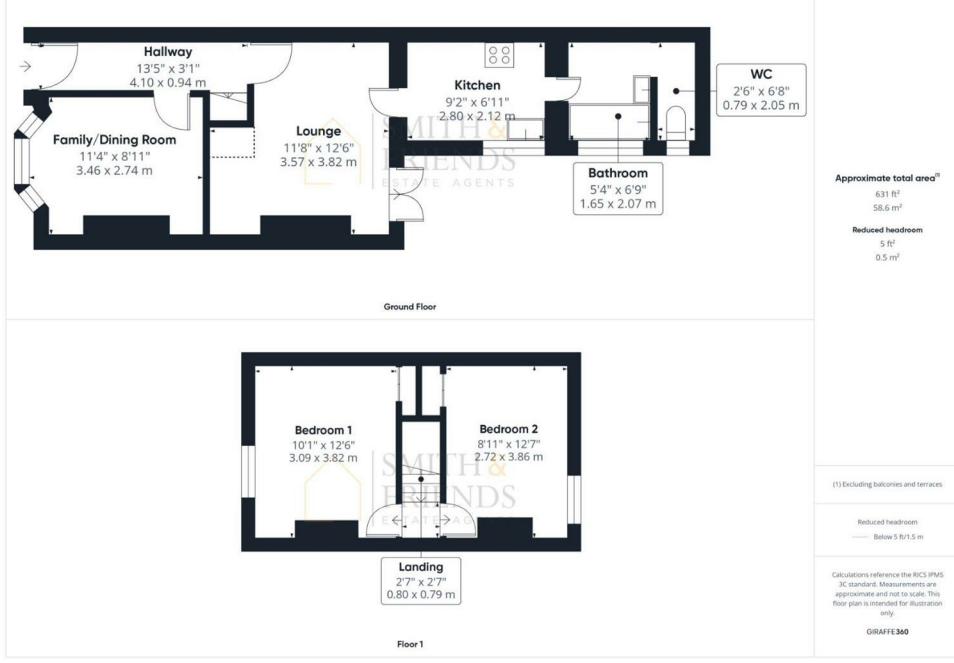 Hallway
13'5" x 3'1"
4.10 x 0.94 m
Family/Dining Room
11'4" x 8'11"
3.46 x 2.74 m
Lounge
11'8" x 12'6"
3.57 x 3.82 m
Kitchen
9'2" x 6'11"
2.80 x 2.12 m
WC
2'6" x 6'8"
0.79 x 2.05 m
Bathroom
5'4" x 6'9"
1.65 x 2.07 m
SMITH &
FRIENDS
ESTATE AGENTS
Ground Floor
Bedroom 1
10'1" x 12'6"
3.09 x 3.82 m
Bedroom 2
8'11" x 12'7"
2.72 x 3.86 m
SMITH &
FRIENDS
ESTATE AGENTS
Landing
2'7" x 2'7"
0.80 x 0.79 m
Floor 1
Approximate total area(1)
631 ft²
58.6 m²
Reduced headroom
5 ft²
0.5 m²
(1) Excluding balconies and terraces
Reduced headroom
Below 5 ft/1.5 m
Calculations reference the RICS IPMS
3C standard. Measurements are
approximate and not to scale. This
floor plan is intended for illustration
only.
GIRAFFE360